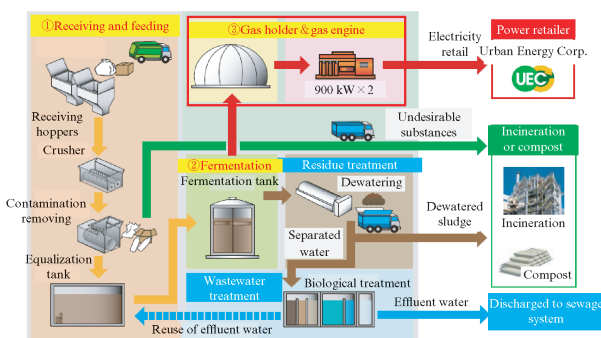 ①Receiving and feeding
Receiving
hoppers
Crusher
Contamination
removing
Equalization
tank
③Gas holder & gas engine
900 kW×2
Electricity
retail
Power retailer
Urban Energy Corp.
UEC
Undesirable
substances
②Fermentation
Fermentation tank
Residue treatment
Dewatering
Separated
water
Dewatered
sludge
Incineration
or compost
Incineration
Compost
Wastewater
treatment
Biological treatment
Reuse of effluent water
Effluent water
Discharged to sewage
system